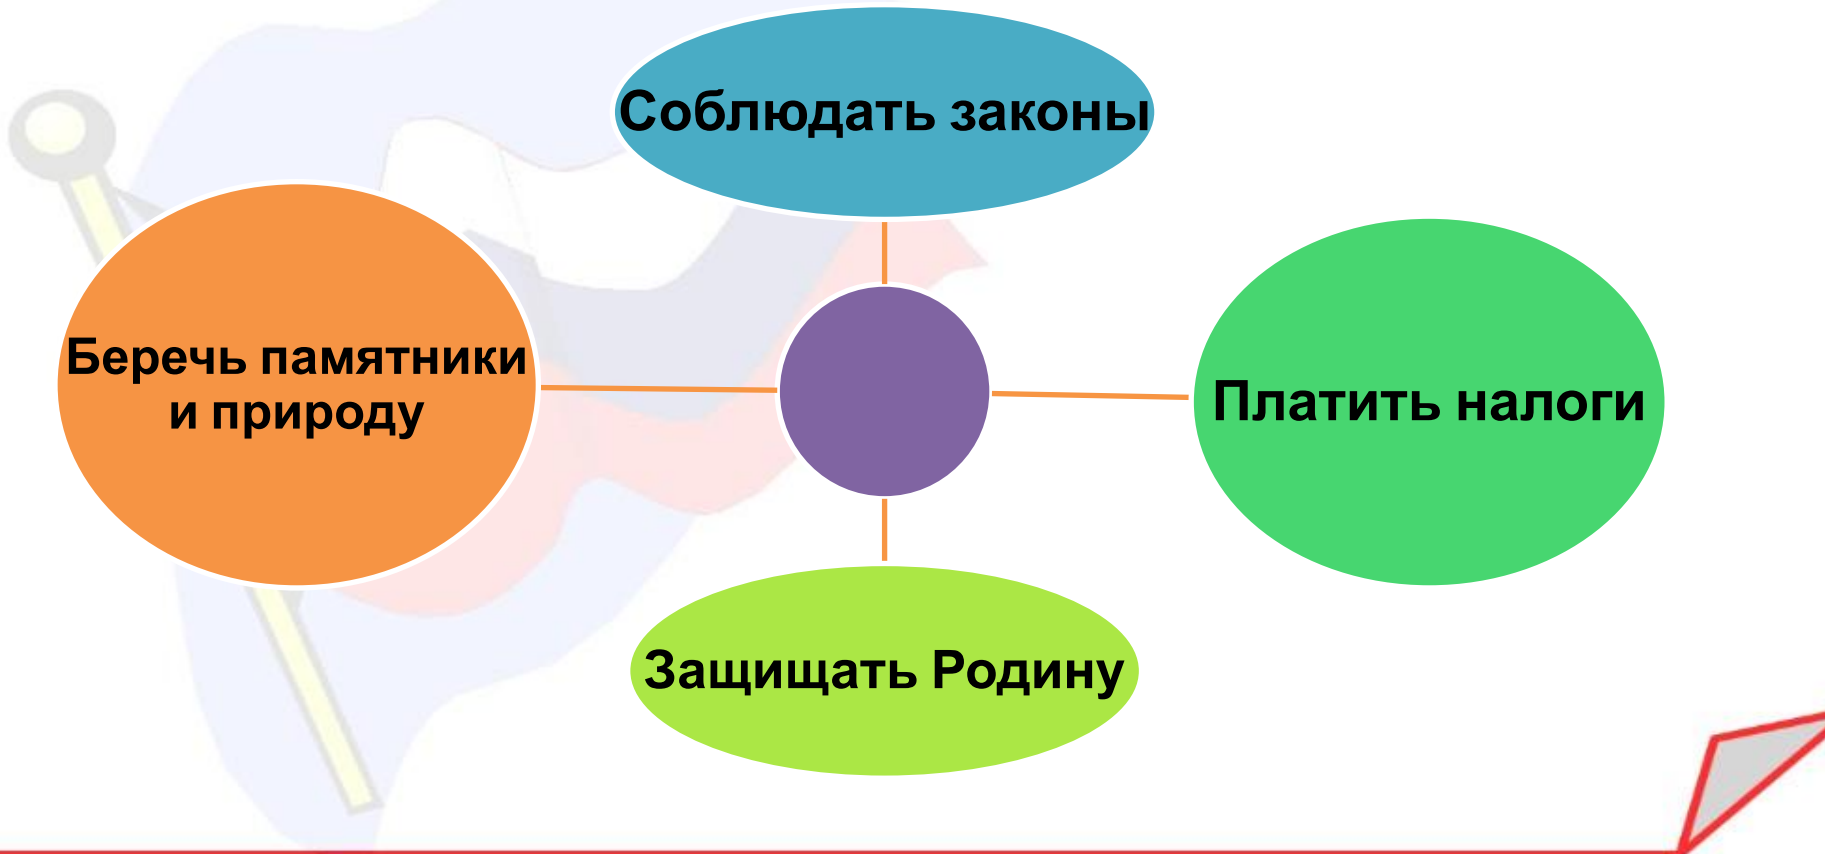 Соблюдать законы
Беречь памятники
и природу
Платить налоги
Защищать Родину